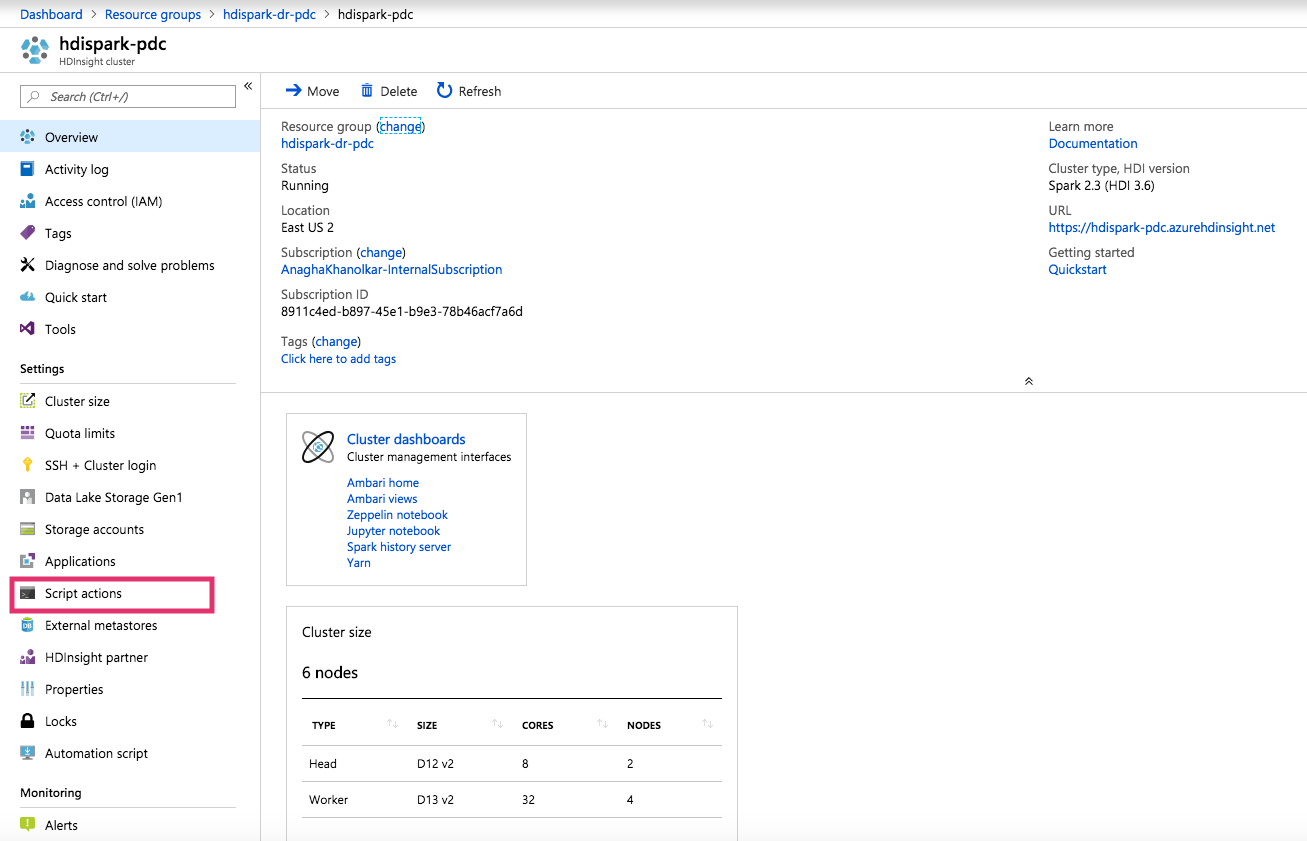 Dashboard > Resource groups > hdispark-dr-pdc > hdispark-pdc
hdispark-pdc
HDInsight cluster
Search (Ctrl+/)
«
Overview
Activity log
Access control (IAM)
Tags
Diagnose and solve problems
Quick start
Tools
Settings
Cluster size
Quota limits
SSH + Cluster login
Data Lake Storage Gen1
Storage accounts
Applications
Script actions
External metastores
HDInsight partner
Properties
Locks
Automation script
Monitoring
Alerts
Move Delete Refresh
Resource group (change)
hdispark-dr-pdc
Status
Running
Location
East US 2
Subscription (change)
AnaghaKhanolkar-InternalSubscription
Subscription ID
8911c4ed-b897-45e1-b9e3-78b46acf7a6d
Tags (change)
Click here to add tags
Learn more
Documentation
Cluster type, HDI version
Spark 2.3 (HDI 3.6)
URL
https://hdispark-pdc.azurehdinsight.net
Getting started
Quickstart
Cluster dashboards
Cluster management interfaces
Ambari home
Ambari views
Zeppelin notebook
Jupyter notebook
Spark history server
Yarn
Cluster size
6 nodes
TYPE SIZE CORES NODES
Head D12 v2 8 2
Worker D13 v2 32 4